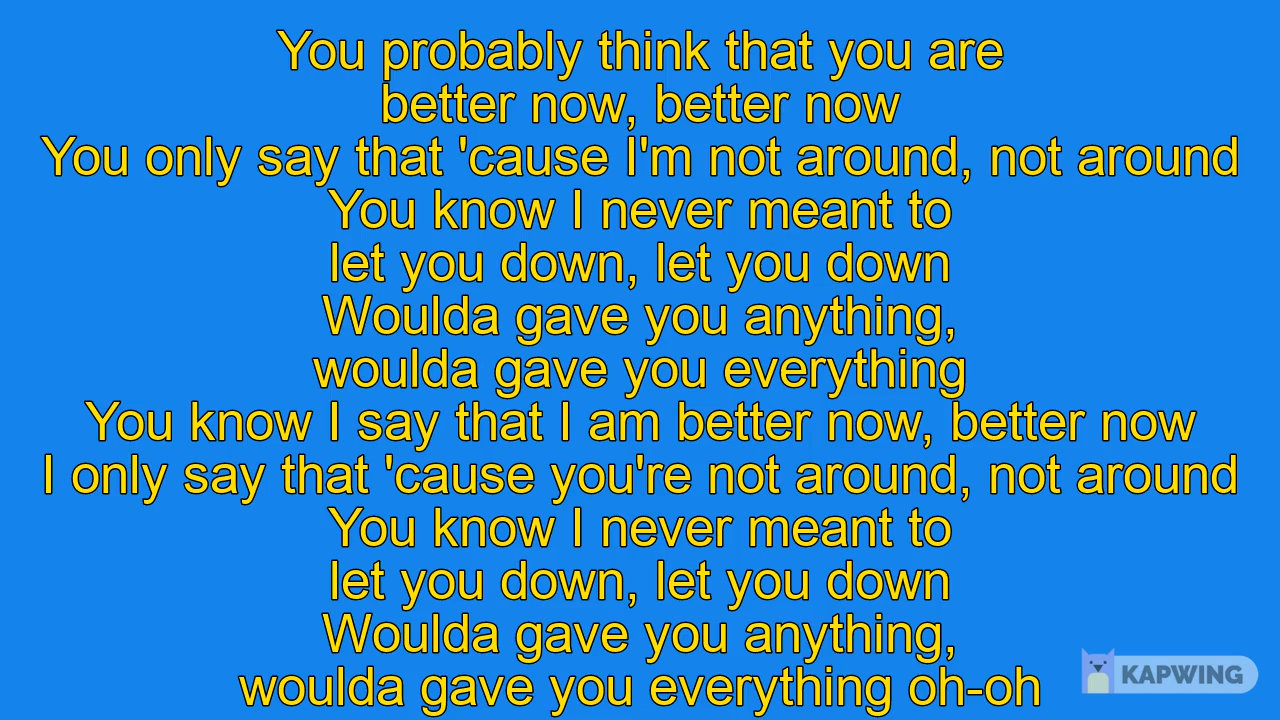 You probably think that you are
better now, better now
You only say that 'cause I'm not around, not around
You know I never meant to
let you down, let you down
Woulda gave you anything,
woulda gave you everything
You know I say that I am better now, better now
I only say that 'cause you're not around, not around
You know I never meant to
let you down, let you down
Woulda gave you anything,
woulda gave you everything oh-oh
KAPWING